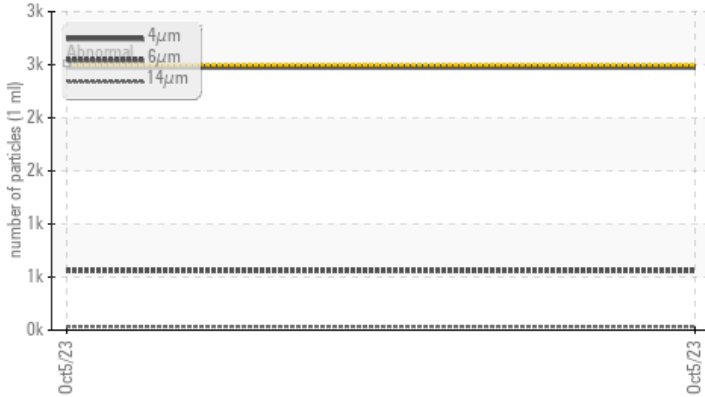 3k
3k
2k
2k
1k
1k
0k
number of particles (1 ml)
4μm
Abnormal
6μm
14μm
Oct5/23
Oct5/23